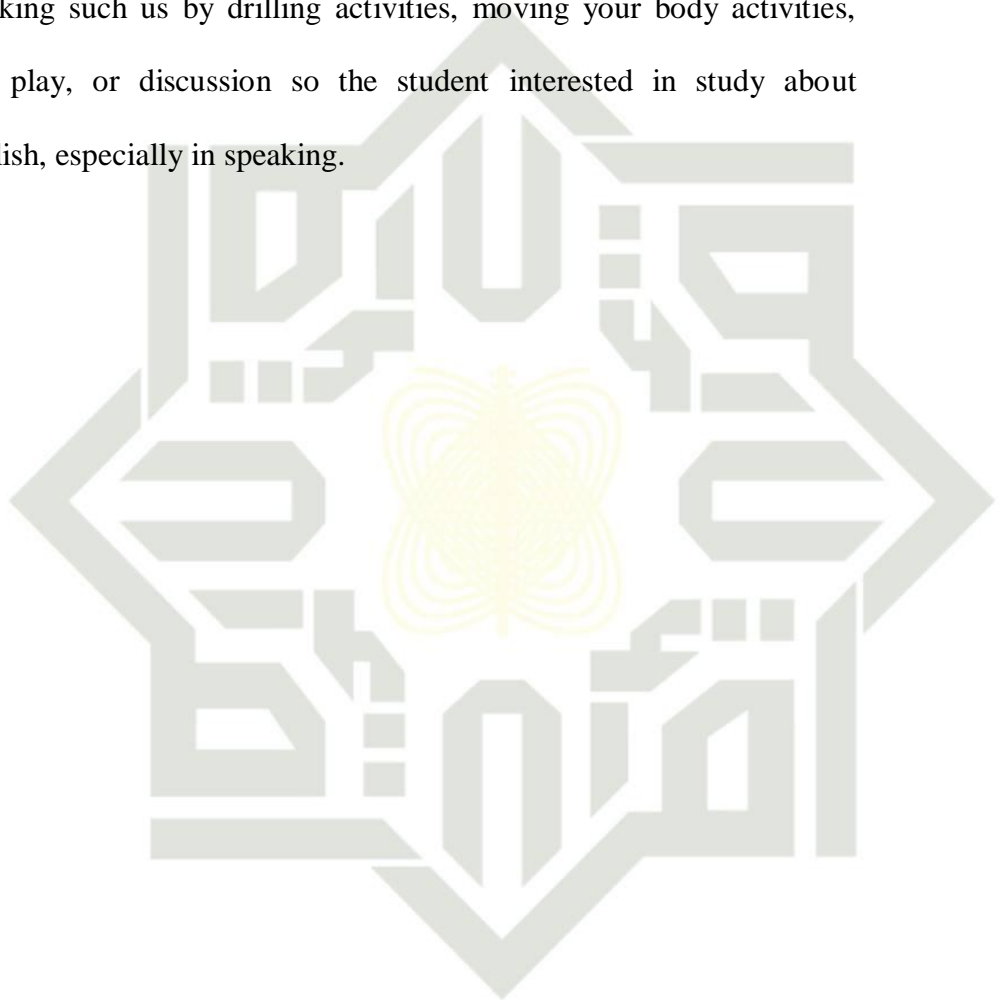 king such us by drilling activities, moving your body activities,
play, or discussion so the student interested in study about
lish, especially in speaking.